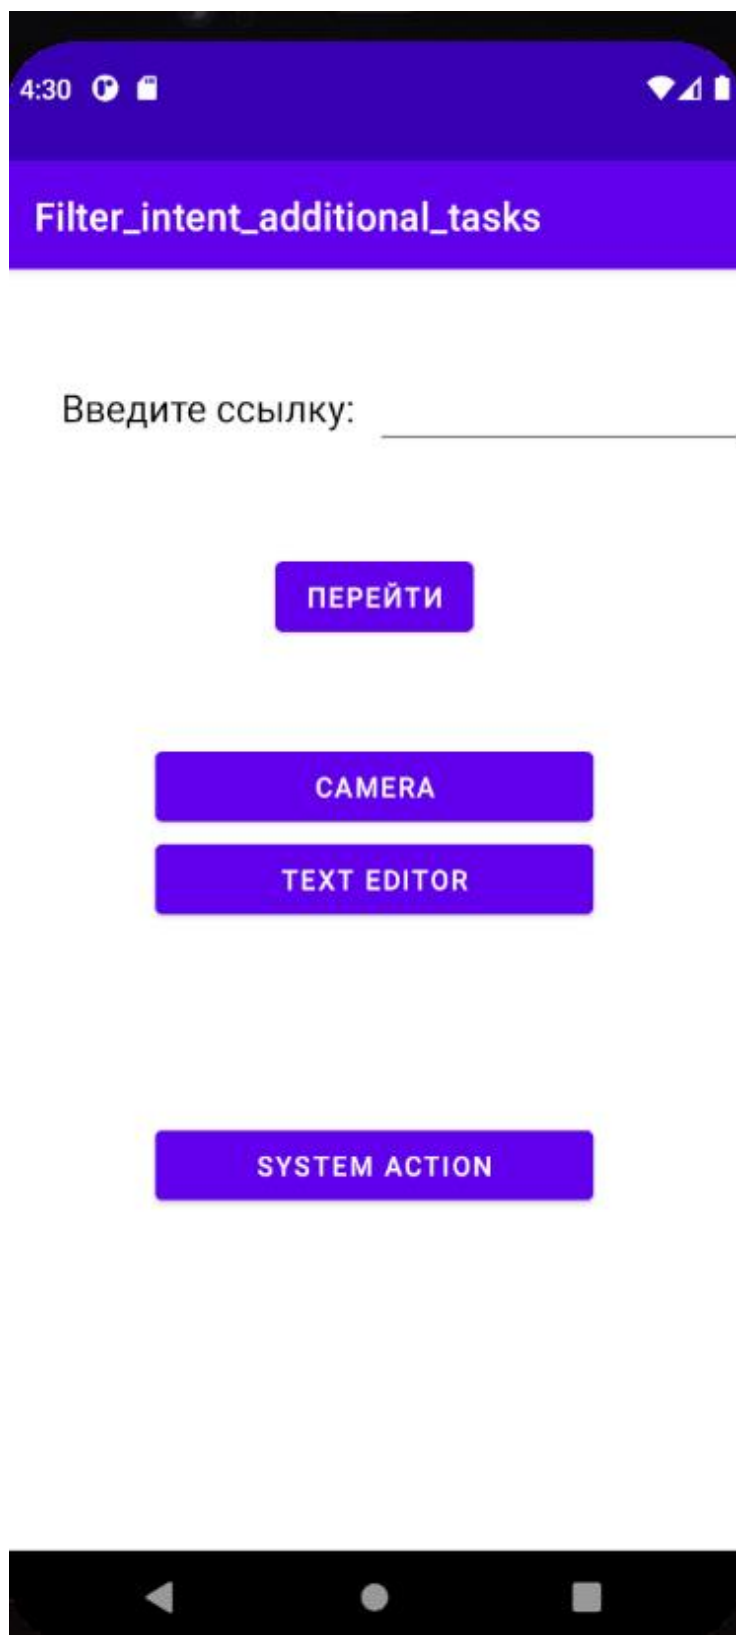 4:30
Filter_intent_additional_tasks
Введите ссылку:
ПЕРЕЙТИ
CAMERA
TEXT EDITOR
SYSTEM ACTION